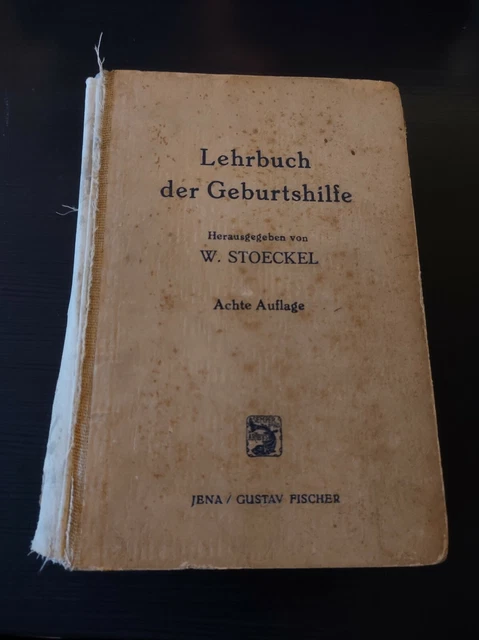 Lehrbuch
der Geburtshilfe
Herausgegeben von
W. STOECKEL
Achte Auflage
JENA / GUSTAV FISCHER